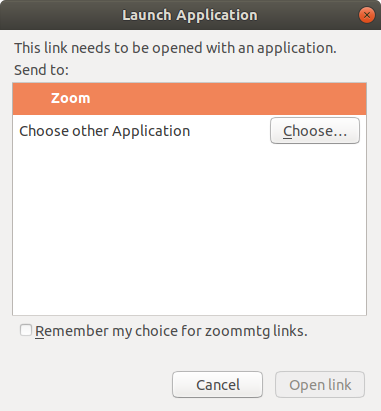 Launch Application
This link needs to be opened with an application.
Send to:
Zoom
Choose other Application
Choose...
Remember my choice for zoommtg links.
Cancel
Open link